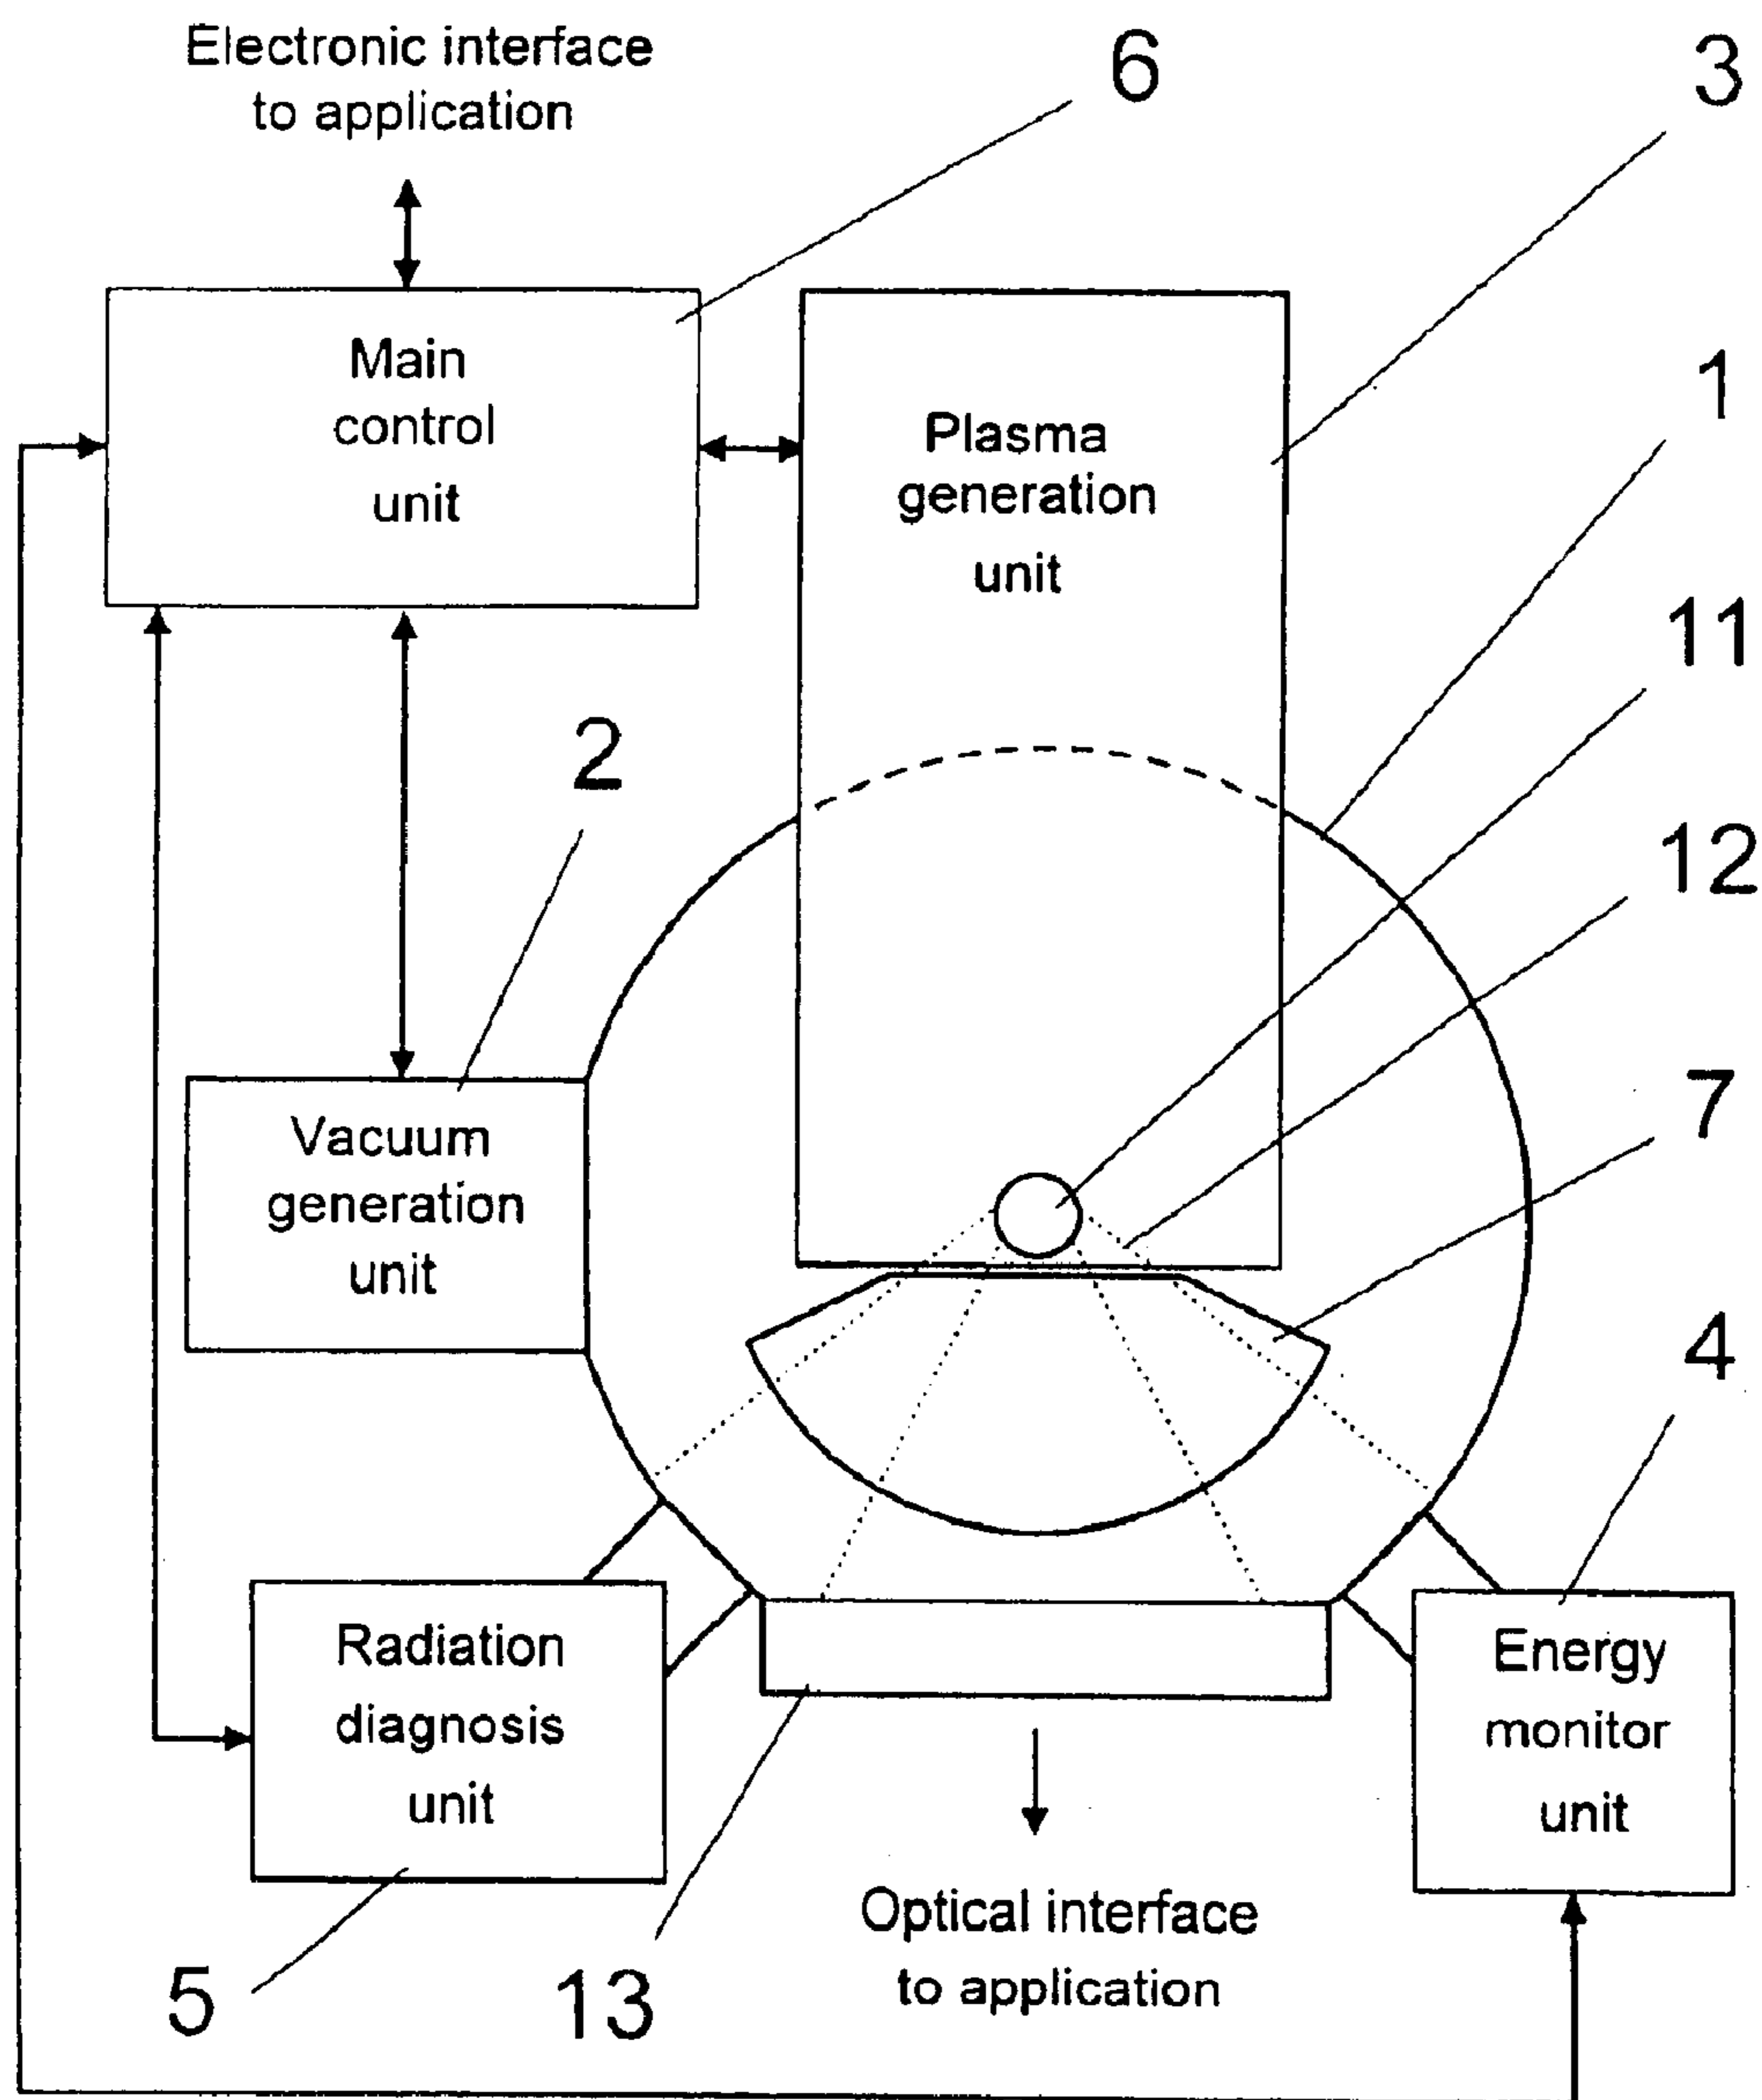 Electronic interface
to application
6
3
Main
control
unit
Plasma
generation
unit
1
11
2
12
Vacuum
generation
unit
7
4
Radiation
diagnosis
unit
Energy
monitor
unit
Optical interface
to application
5
13